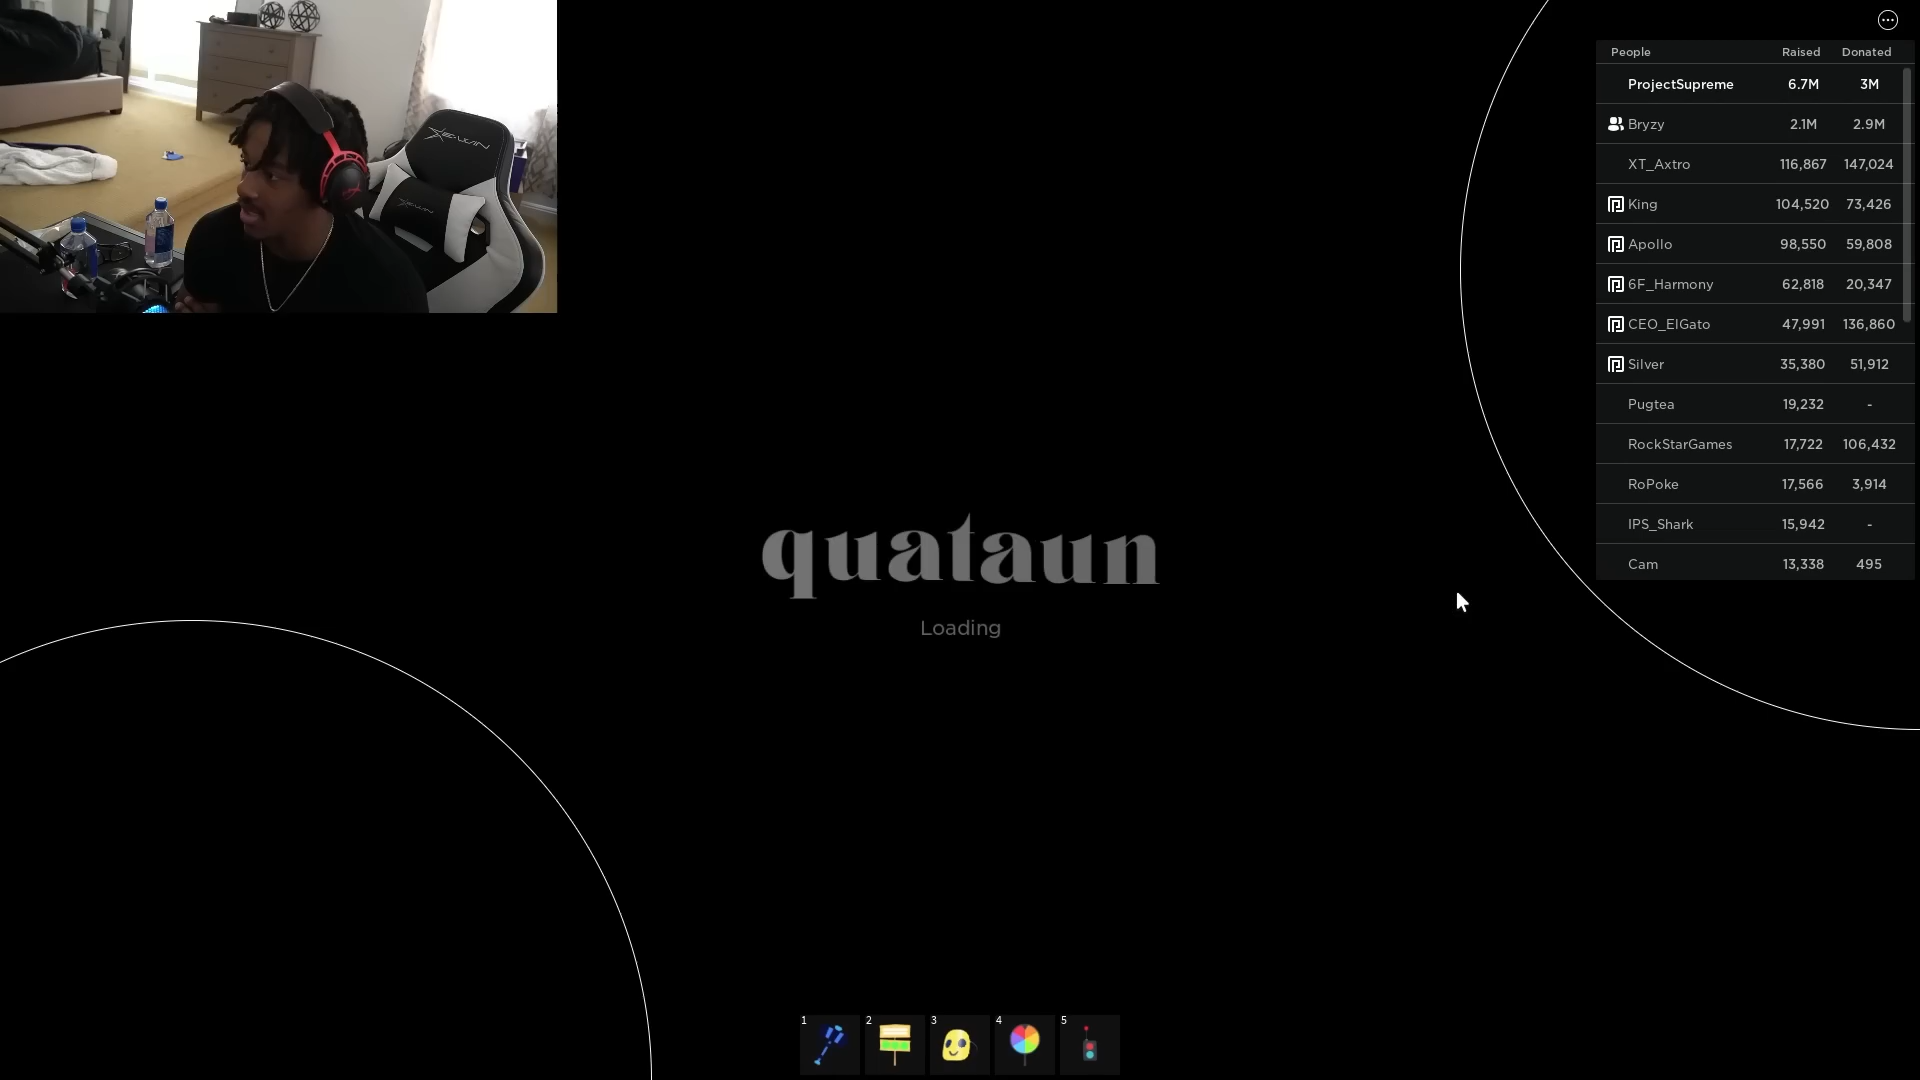 People Raised Donated
ProjectSupreme 6.7M 3M
Bryzy 2.1M 2.9M
XT_Axtro 116,867 147,024
King 104,520 73,426
Apollo 98,550 59,808
6F_Harmony 62,818 20,347
CEO_ElGato 47,991 136,860
Silver 35,380 51,912
Pugtea 19,232 -
RockStarGames 17,722 106,432
RoPoke 17,566 3,914
IPS_Shark 15,942 -
Cam 13,338 495
quataun
Loading
1 2 3 4 5